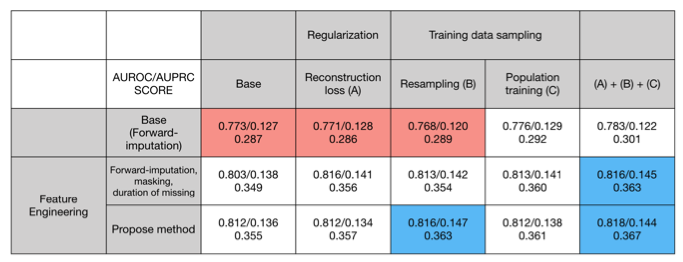 Regularization Training data sampling
AUROC/AUPRC
SCORE
Base
Reconstruction
loss (A)
Resampling (B)
Population
training (C)
(A) + (B) + (C)
Base
(Forward-
imputation)
0.773/0.127
0.287
0.771/0.128
0.286
0.768/0.120
0.289
0.776/0.129
0.292
0.783/0.122
0.301
Feature
Engineering
Forward-imputation,
masking,
duration of missing
0.803/0.138
0.349
0.816/0.141
0.356
0.813/0.142
0.354
0.813/0.141
0.360
0.816/0.145
0.363
Propose method
0.812/0.136
0.355
0.812/0.134
0.357
0.816/0.147
0.363
0.812/0.138
0.361
0.818/0.144
0.367